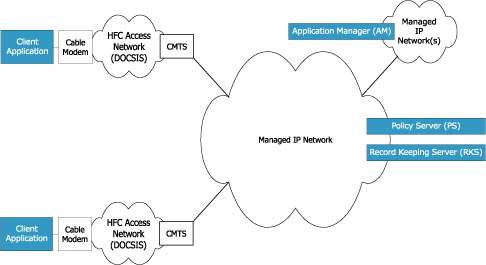 Client
Application
Cable
Modem
HFC Access
Network
(DOCSIS)
CMTS
Application Manager (AM)
Managed
IP
Network(s)
Managed IP Network
Policy Server (PS)
Record Keeping Server (RKS)
Client
Application
Cable
Modem
HFC Access
Network
(DOCSIS)
CMTS